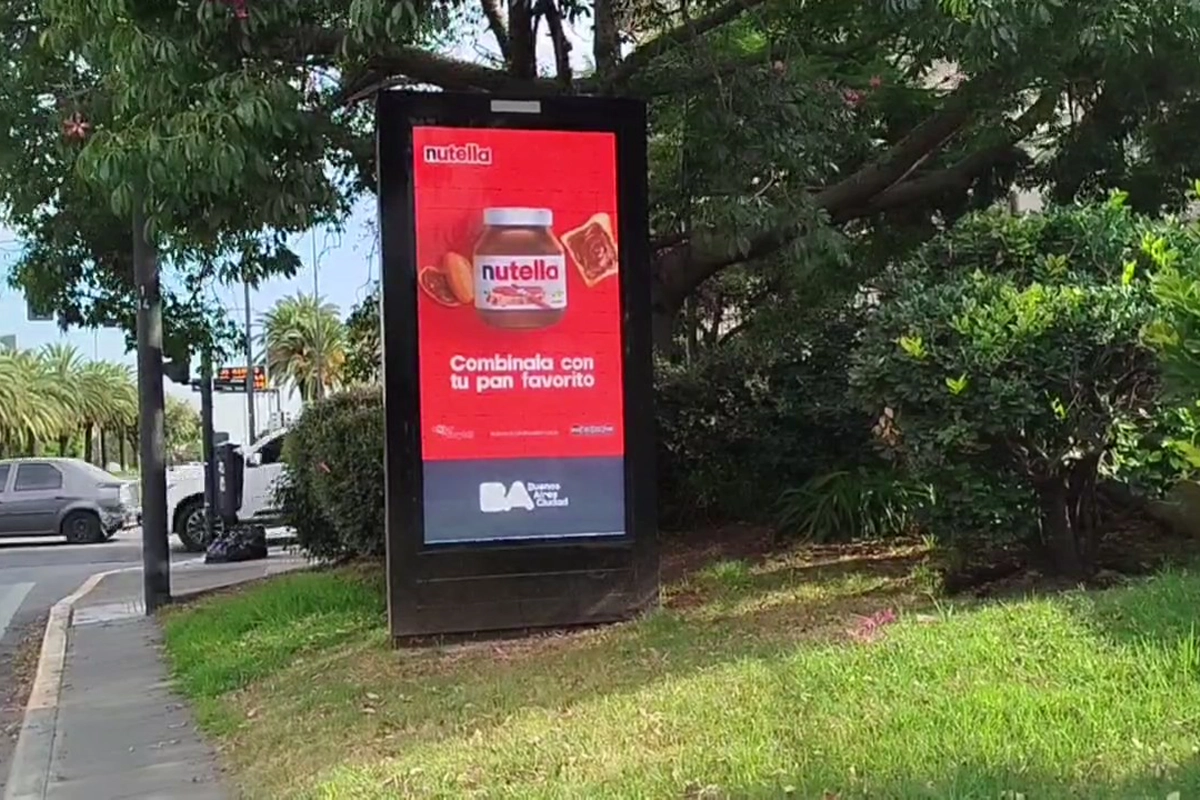 nutella
nutella
Combinala con
tu pan favorito
BA Buenos
Aires
Ciudad